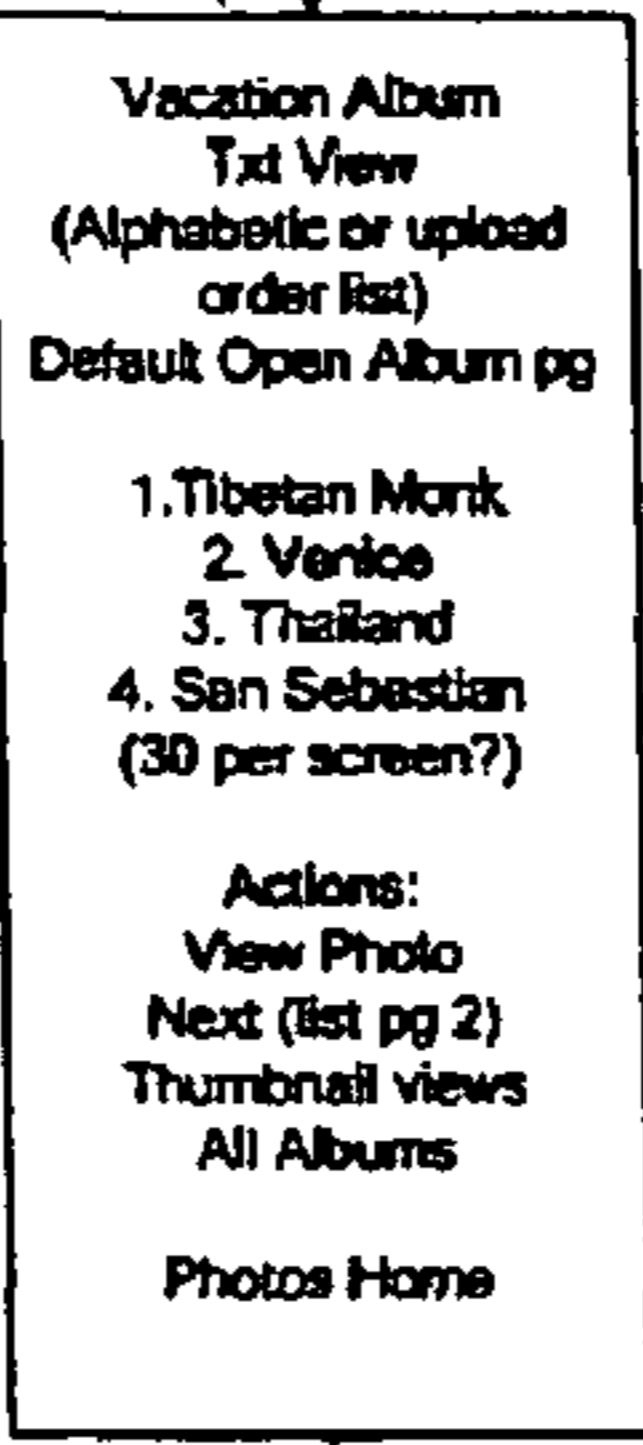 Vacation Album
Txt View
(Alphabetic or upload
order list)
Default Open Album pg
1.Tibetan Monk
2. Venice
3. Thailand
4. San Sebastian
(30 per screen?)
Actions:
View Photo
Next (list pg 2)
Thumbnail views
All Albums
Photos Home